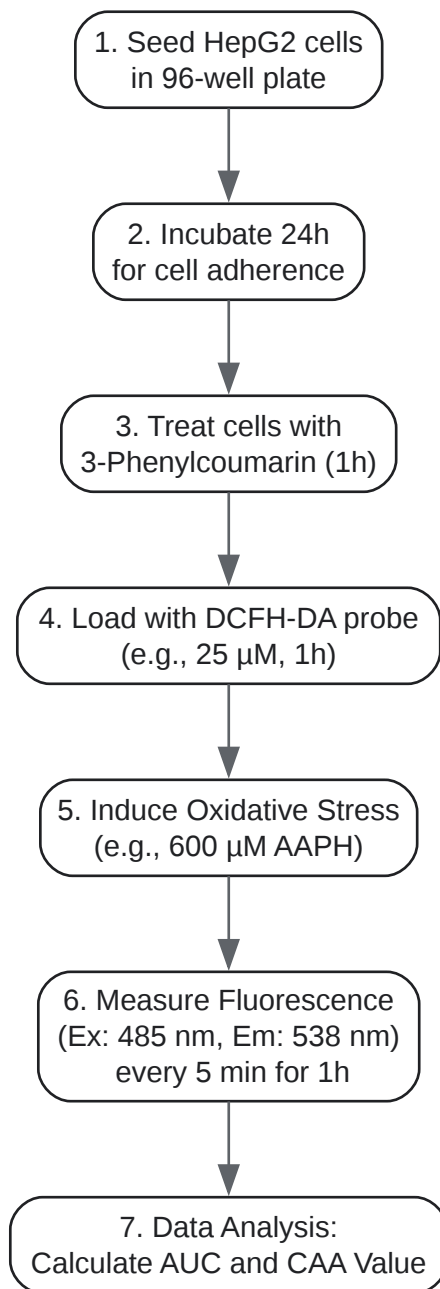 1. Seed HepG2 cells
in 96-well plate
2. Incubate 24h
for cell adherence
3. Treat cells with
3-Phenylcoumarin (1h)
4. Load with DCFH-DA probe
(e.g., 25 µM, 1h)
5. Induce Oxidative Stress
(e.g., 600 µM AAPH)
6. Measure Fluorescence
(Ex: 485 nm, Em: 538 nm)
every 5 min for 1h
7. Data Analysis:
Calculate AUC and CAA Value